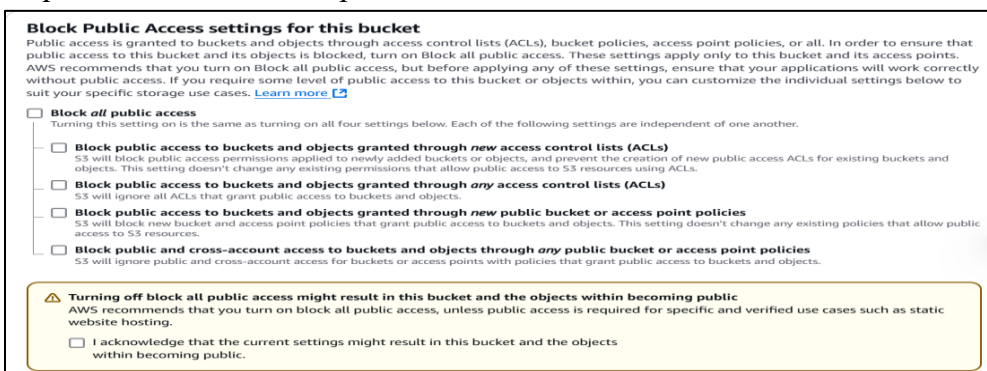 Block Public Access settings for this bucket
Public access is granted to buckets and objects through access control lists (ACLs), bucket policies, access point policies, or all. In order to ensure that
public access to this bucket and its objects is blocked, turn on Block all public access. These settings apply only to this bucket and its access points.
AWS recommends that you turn on Block all public access, but before applying any of these settings, ensure that your applications will work correctly
without public access. If you require some level of public access to this bucket or objects within, you can customize the individual settings below to
suit your specific storage use cases. Learn more
Block all public access
Turning this setting on is the same as turning on all four settings below. Each of the following settings are independent of one another.
Block public access to buckets and objects granted through new access control lists (ACLs)
S3 will block public access permissions applied to newly added buckets or objects, and prevent the creation of new public access ACLs for existing buckets and
objects. This setting doesn't change any existing permissions that allow public access to S3 resources using ACLs.
Block public access to buckets and objects granted through any access control lists (ACLs)
S3 will ignore all ACLs that grant public access to buckets and objects.
Block public access to buckets and objects granted through new public bucket or access point policies
S3 will block new bucket and access point policies that grant public access to buckets and objects. This setting doesn't change any existing policies that allow public
access to S3 resources.
Block public and cross-account access to buckets and objects through any public bucket or access point policies
S3 will ignore public and cross-account access for buckets or access points with policies that grant public access to buckets and objects.
Turning off block all public access might result in this bucket and the objects within becoming public
AWS recommends that you turn on block all public access, unless public access is required for specific and verified use cases such as static
website hosting.
I acknowledge that the current settings might result in this bucket and the objects
within becoming public.